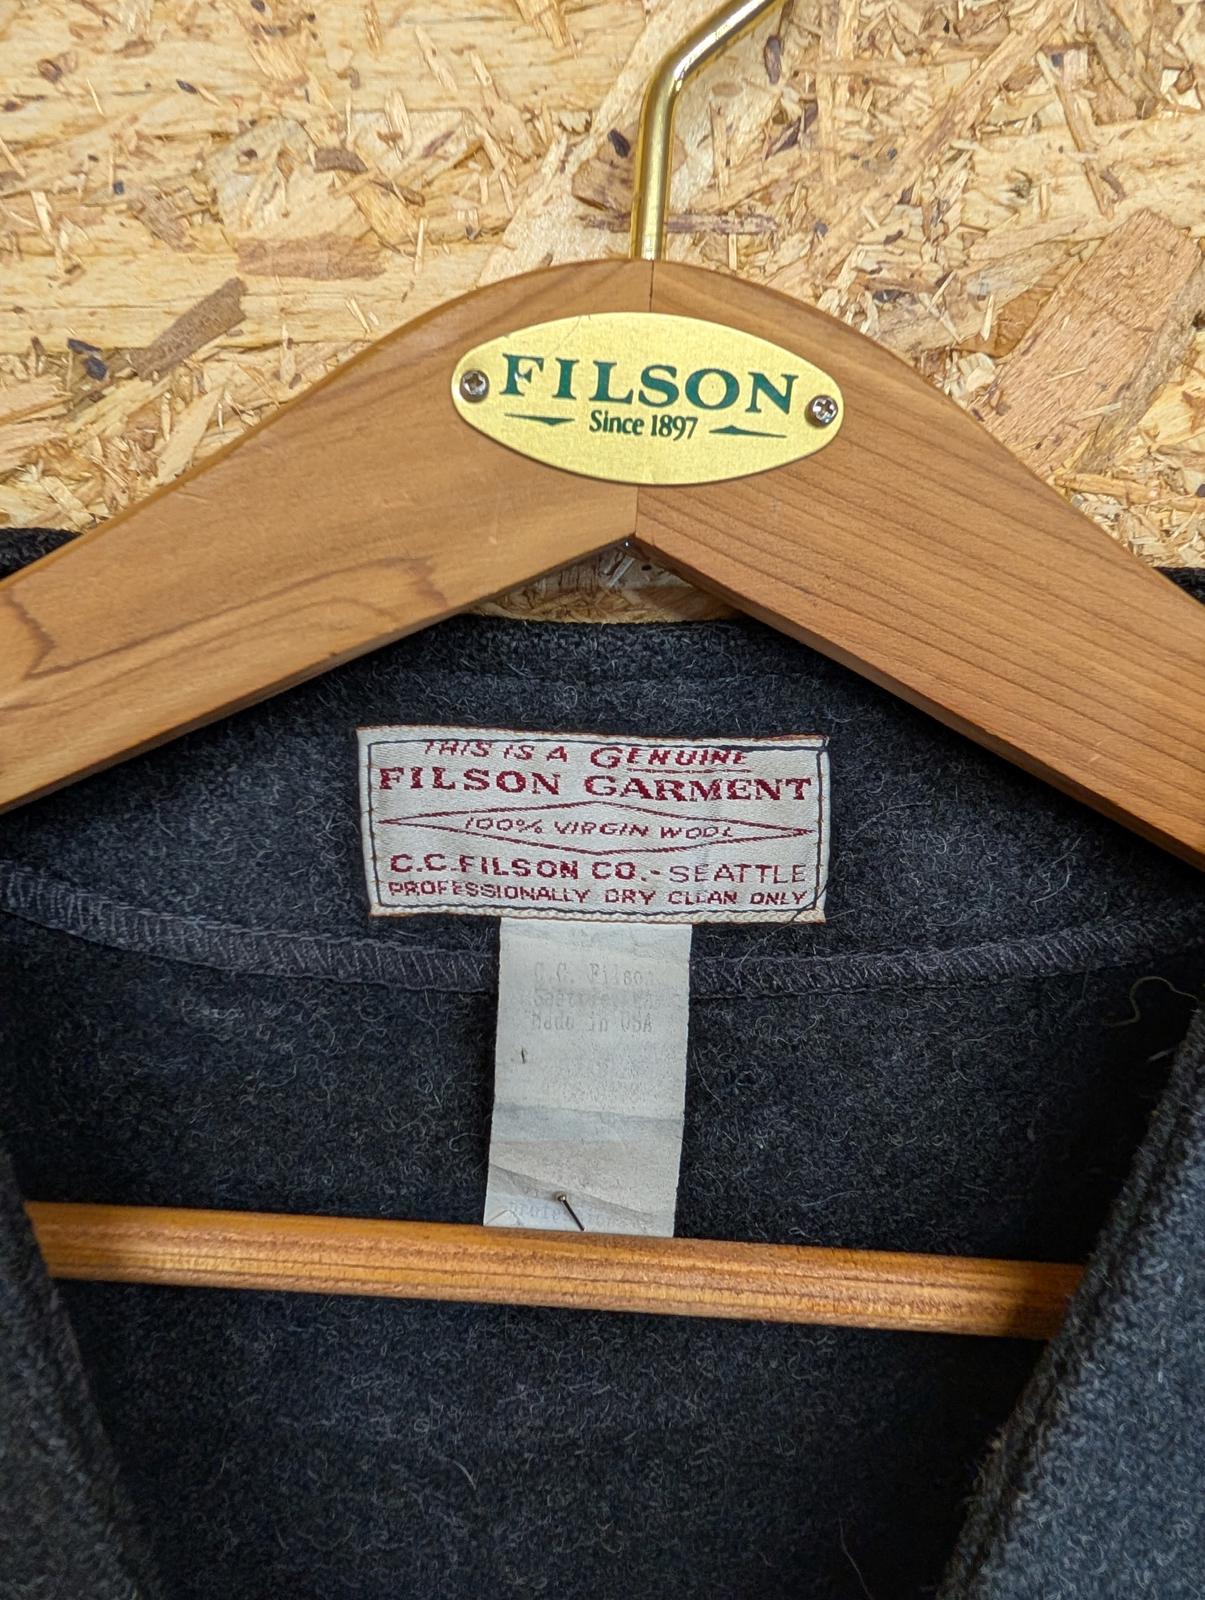 FILSON
Since 1897
THIS IS A GENUINE
FILSON GARMENT
100% VIRGIN WOOL
C.C. FILSON CO. - SEATTLE
PROFESSIONALLY DRY CLEAN ONLY
C.C. Filson
Made in USA